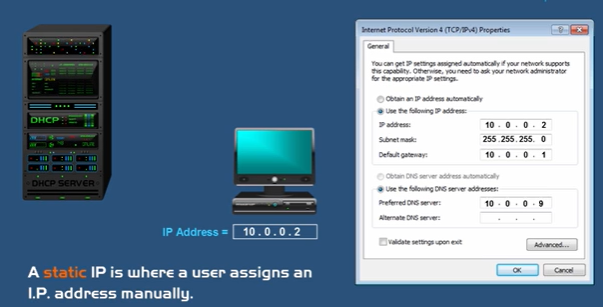 DHCP
DHCP SERVER
IP Address = 10.0.0.2
A static IP is where a user assigns an
I.P. address manually.
Internet Protocol Version 4 (TCP/IPv4) Properties
General
You can get IP settings assigned automatically if your network supports
this capability. Otherwise, you need to ask your network administrator
for the appropriate IP settings.
Obtain an IP address automatically
Use the following IP address:
IP address: 10 . 0 . 0 . 2
Subnet mask: 255 .255 .255 . 0
Default gateway: 10 . 0 . 0 . 1
Obtain DNS server address automatically
Use the following DNS server addresses:
Preferred DNS server: 10 . 0 . 0 . 9
Alternate DNS server: . . .
Validate settings upon exit
Advanced...
OK Cancel